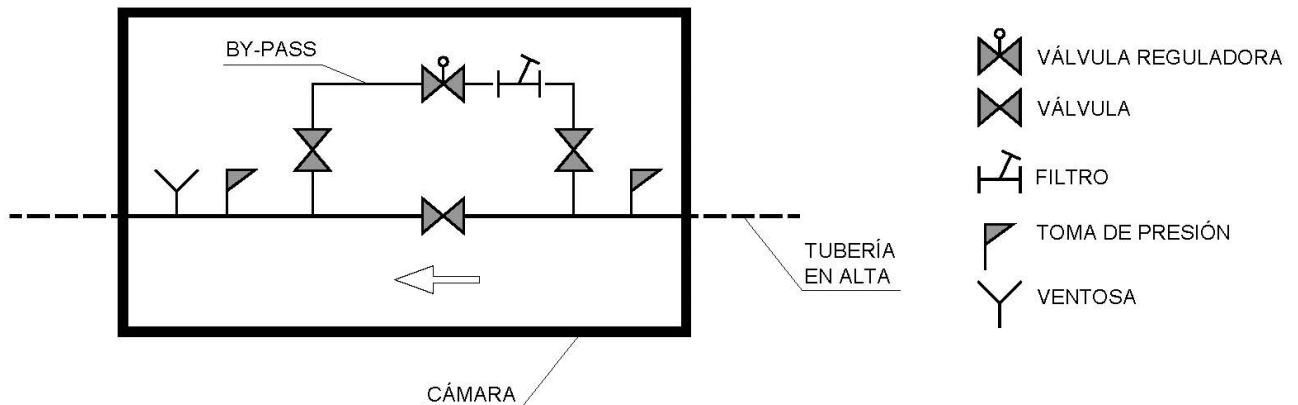 BY-PASS
TUBERÍA
EN ALTA
CÁMARA
VÁLVULA REGULADORA
VÁLVULA
FILTRO
TOMA DE PRESIÓN
VENTOSA